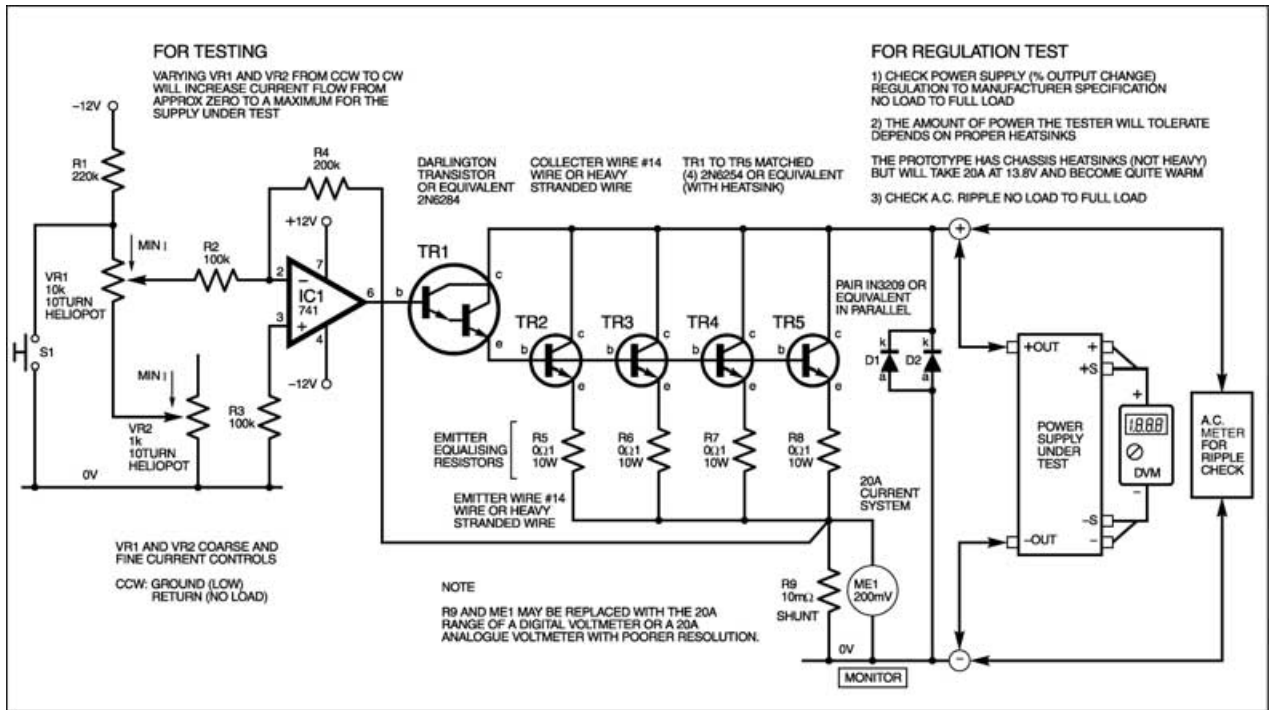 FOR TESTING
VARYING VR1 AND VR2 FROM CCW TO CW
WILL INCREASE CURRENT FLOW FROM
APPROX ZERO TO A MAXIMUM FOR THE
SUPPLY UNDER TEST
FOR REGULATION TEST
1) CHECK POWER SUPPLY (% OUTPUT CHANGE)
REGULATION TO MANUFACTURER SPECIFICATION
NO LOAD TO FULL LOAD
2) THE AMOUNT OF POWER THE TESTER WILL TOLERATE
DEPENDS ON PROPER HEATSINKS
THE PROTOTYPE HAS CHASSIS HEATSINKS (NOT HEAVY)
BUT WILL TAKE 20A AT 13.8V AND BECOME QUITE WARM
3) CHECK A.C. RIPPLE NO LOAD TO FULL LOAD
−12V
R1
220k
R4
200k
DARLINGTON
TRANSISTOR
OR EQUIVALENT
2N6284
COLLECTER WIRE #14
WIRE OR HEAVY
STRANDED WIRE
TR1 TO TR5 MATCHED
(4) 2N6254 OR EQUIVALENT
(WITH HEATSINK)
+12V
MIN I
R2
100k
VR1
10k
10TURN
HELIOPOT
2
−
7
IC1
741
3
+
4
6
−12V
b
TR1
c
e
TR2
b
c
e
TR3
c
TR4
c
e
TR5
b
c
e
PAIR IN3209 OR
EQUIVALENT
IN PARALLEL
k
D1
a
k
D2
a
+
+OUT
+
+S
POWER
SUPPLY
UNDER
TEST
−S
−
−OUT
+
18.8.8
DVM
−
A.C.
METER
FOR
RIPPLE
CHECK
S1
MIN I
VR2
1k
10TURN
HELIOPOT
R3
100k
0V
EMITTER
EQUALISING
RESISTORS
R5
0Ω1
10W
R6
0Ω1
10W
R7
0Ω1
10W
R8
0Ω1
10W
EMITTER WIRE #14
WIRE OR HEAVY
STRANDED WIRE
20A
CURRENT
SYSTEM
VR1 AND VR2 COARSE AND
FINE CURRENT CONTROLS
CCW: GROUND (LOW)
RETURN (NO LOAD)
NOTE
R9 AND ME1 MAY BE REPLACED WITH THE 20A
RANGE OF A DIGITAL VOLTMETER OR A 20A
ANALOGUE VOLTMETER WITH POORER RESOLUTION.
R9
10mΩ
SHUNT
ME1
200mV
0V
−
MONITOR